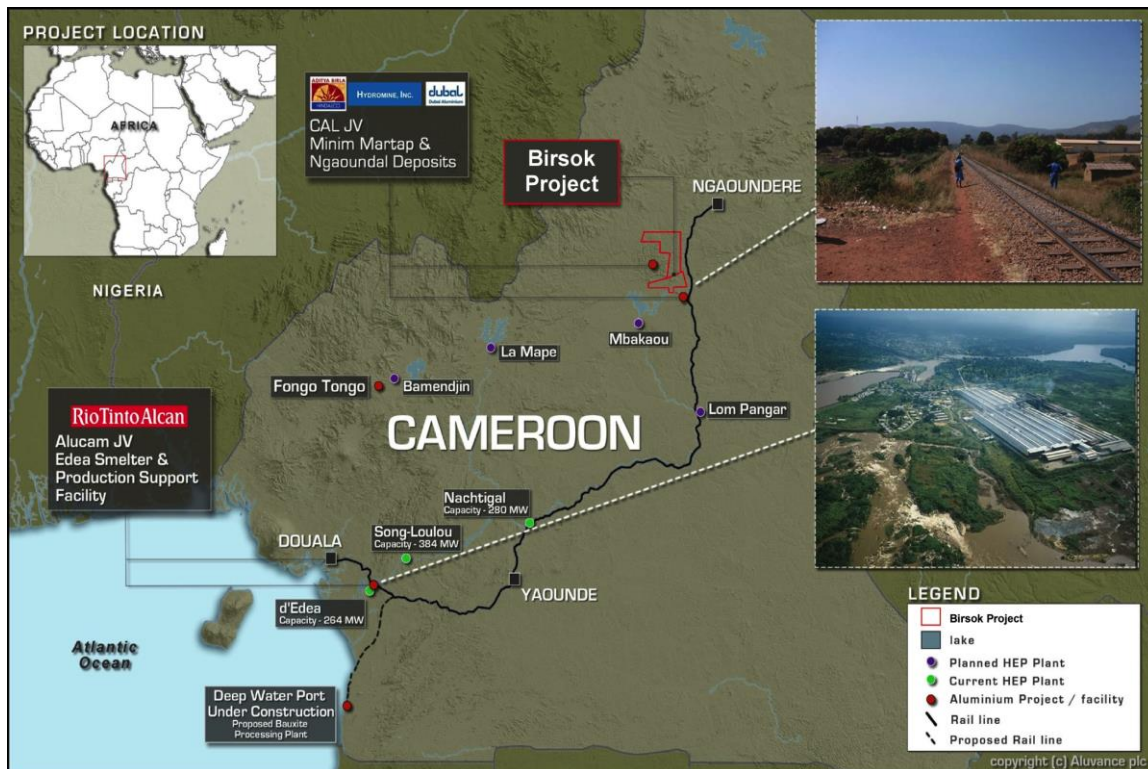 PROJECT LOCATION
AFRICA
ADITYA BIRLA
HINDALCO
HYDROMINE, INC.
dubal
Dubai Aluminium
CAL JV
Minim Martap &
Ngaoundal Deposits
Birsok
Project
NGAOUNDERE
NIGERIA
Mbakaou
La Mape
Fongo Tongo
Bamendjin
Lom Pangar
CAMEROON
RioTintoAlcan
Alucam JV
Edea Smelter &
Production Support
Facility
Nachtigal
Capacity - 280 MW
Song-Loulou
Capacity - 384 MW
DOUALA
YAOUNDE
d'Edea
Capacity - 264 MW
Atlantic
Ocean
Deep Water Port
Under Construction
Proposed Bauxite
Processing Plant
LEGEND
Birsok Project
lake
Planned HEP Plant
Current HEP Plant
Aluminium Project / facility
Rail line
Proposed Rail line
copyright (c) Aluvance plc